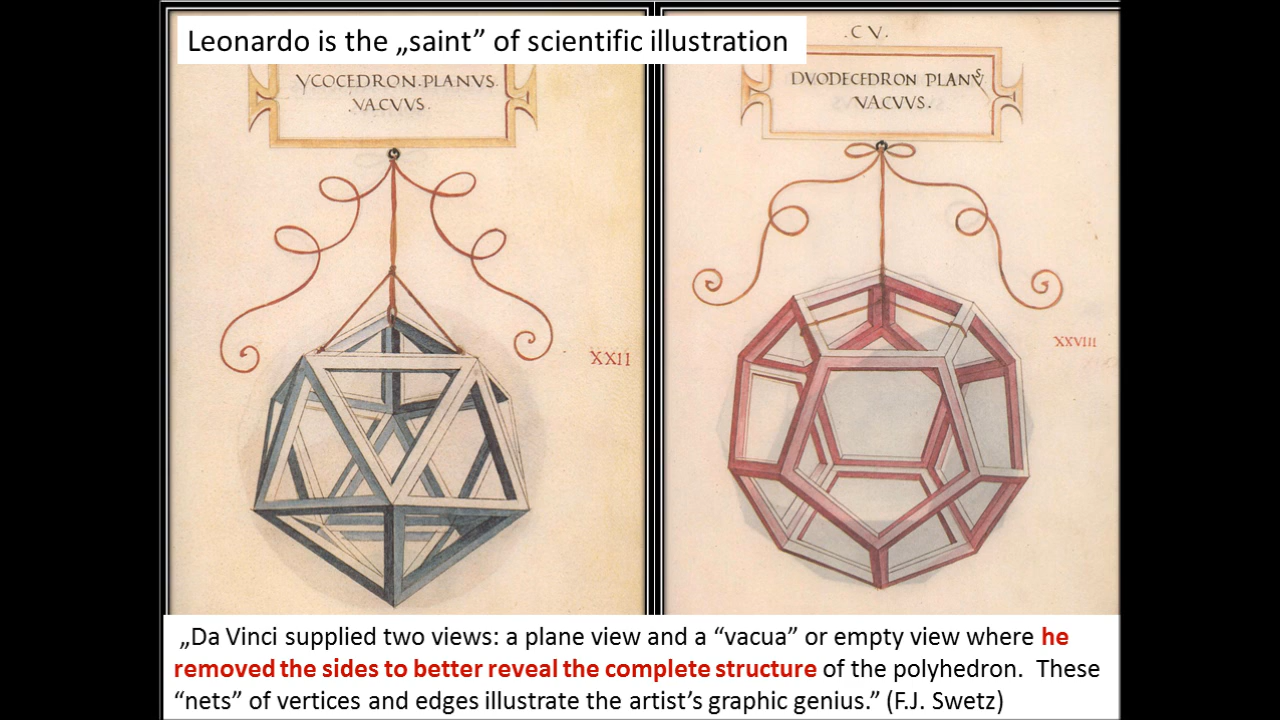 Leonardo is the „saint” of scientific illustration
.CV.
YCOCEDRON.PLANVS.
.VACVVS.
DVODECEDRON PLANVS
VACVVS.
XXII
XXVIII
„Da Vinci supplied two views: a plane view and a “vacua” or empty view where he
removed the sides to better reveal the complete structure of the polyhedron. These
“nets” of vertices and edges illustrate the artist’s graphic genius.” (F.J. Swetz)